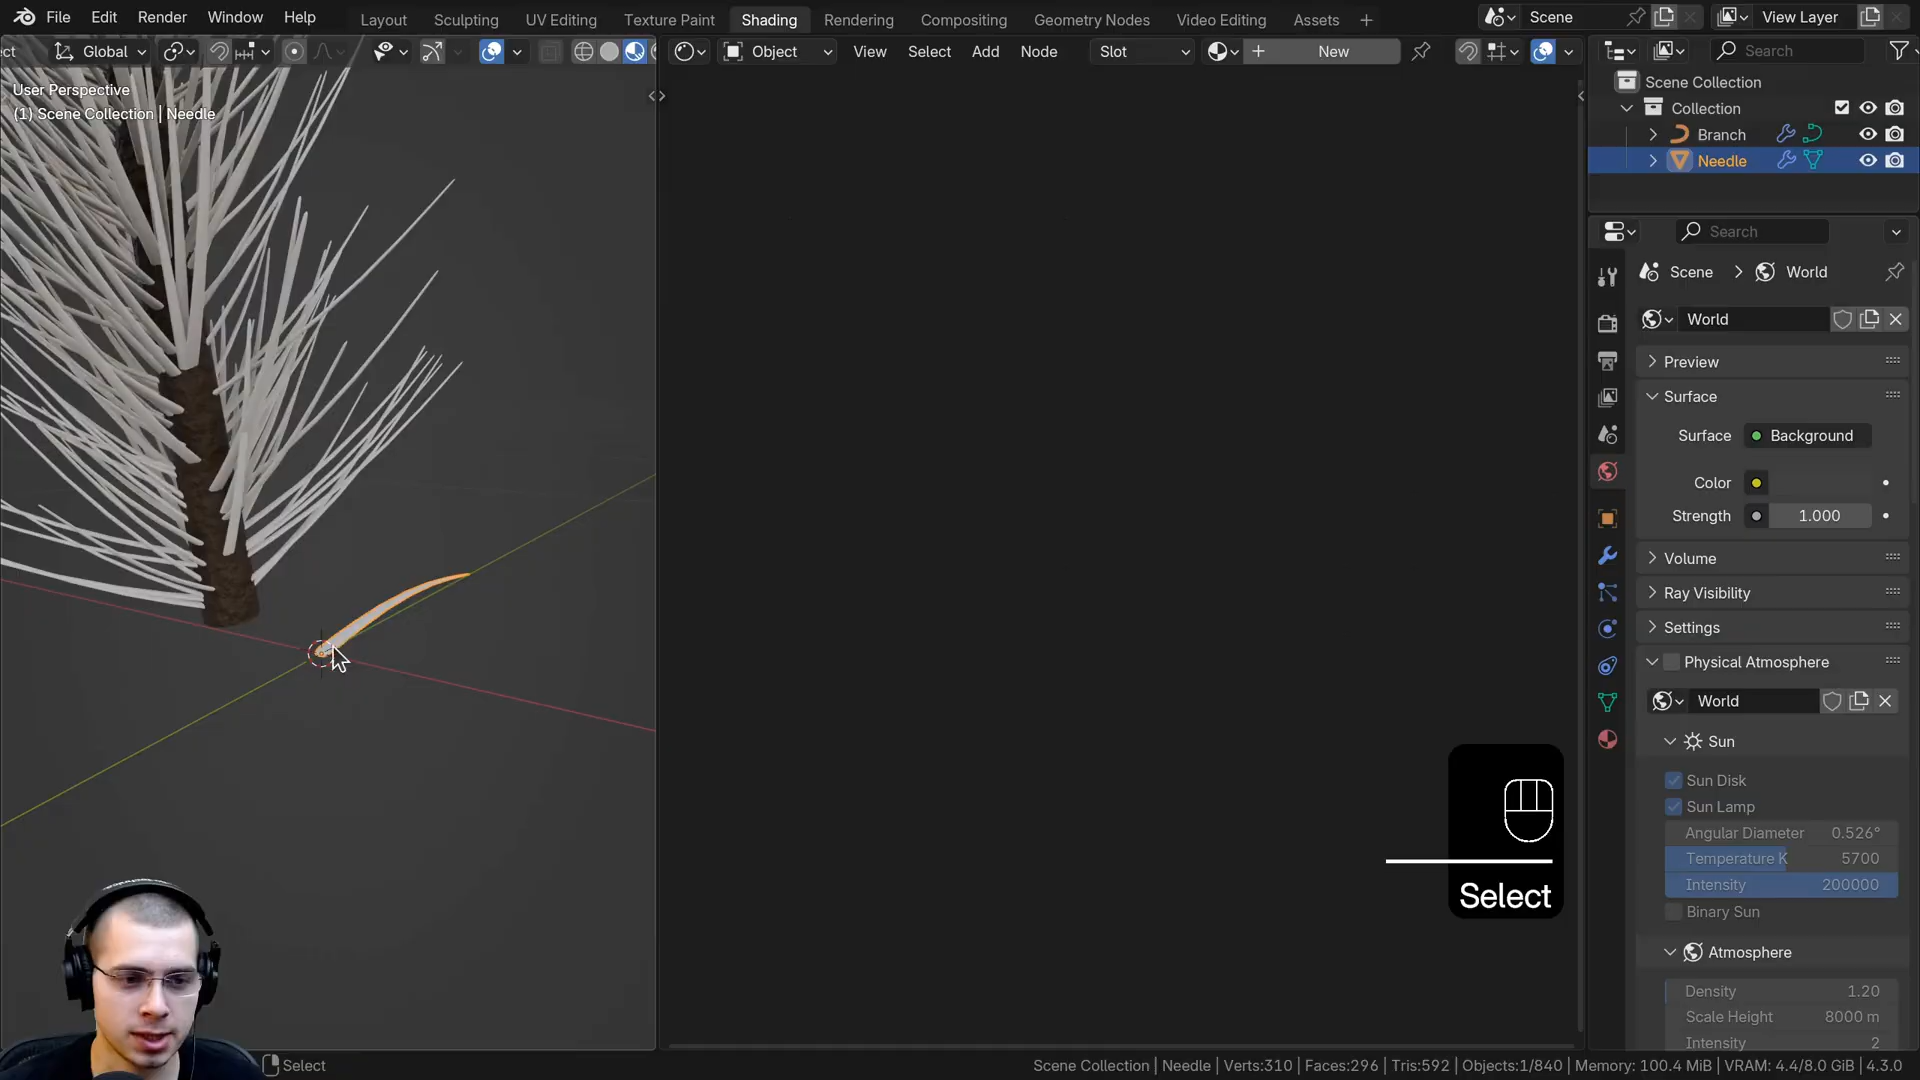 File Edit Render Window Help Layout Sculpting UV Editing Texture Paint Shading Rendering Compositing Geometry Nodes Video Editing Assets Scene View Layer
ect Global Object View Select Add Node Slot New Search
User Perspective
(1) Scene Collection | Needle
Scene Collection
Collection
Branch
Needle
Search
Scene World
World
Preview
Surface
Surface Background
Color
Strength 1.000
Volume
Ray Visibility
Settings
Physical Atmosphere
World
Sun
Sun Disk
Sun Lamp
Angular Diameter 0.526°
Temperature K 5700
Intensity 200000
Binary Sun
Atmosphere
Density 1.20
Scale Height 8000 m
Intensity 2
Select
Select
Scene Collection | Needle | Verts:310 | Faces:296 | Tris:592 | Objects:1/840 | Memory: 100.4 MiB | VRAM: 4.4/8.0 GiB | 4.3.0